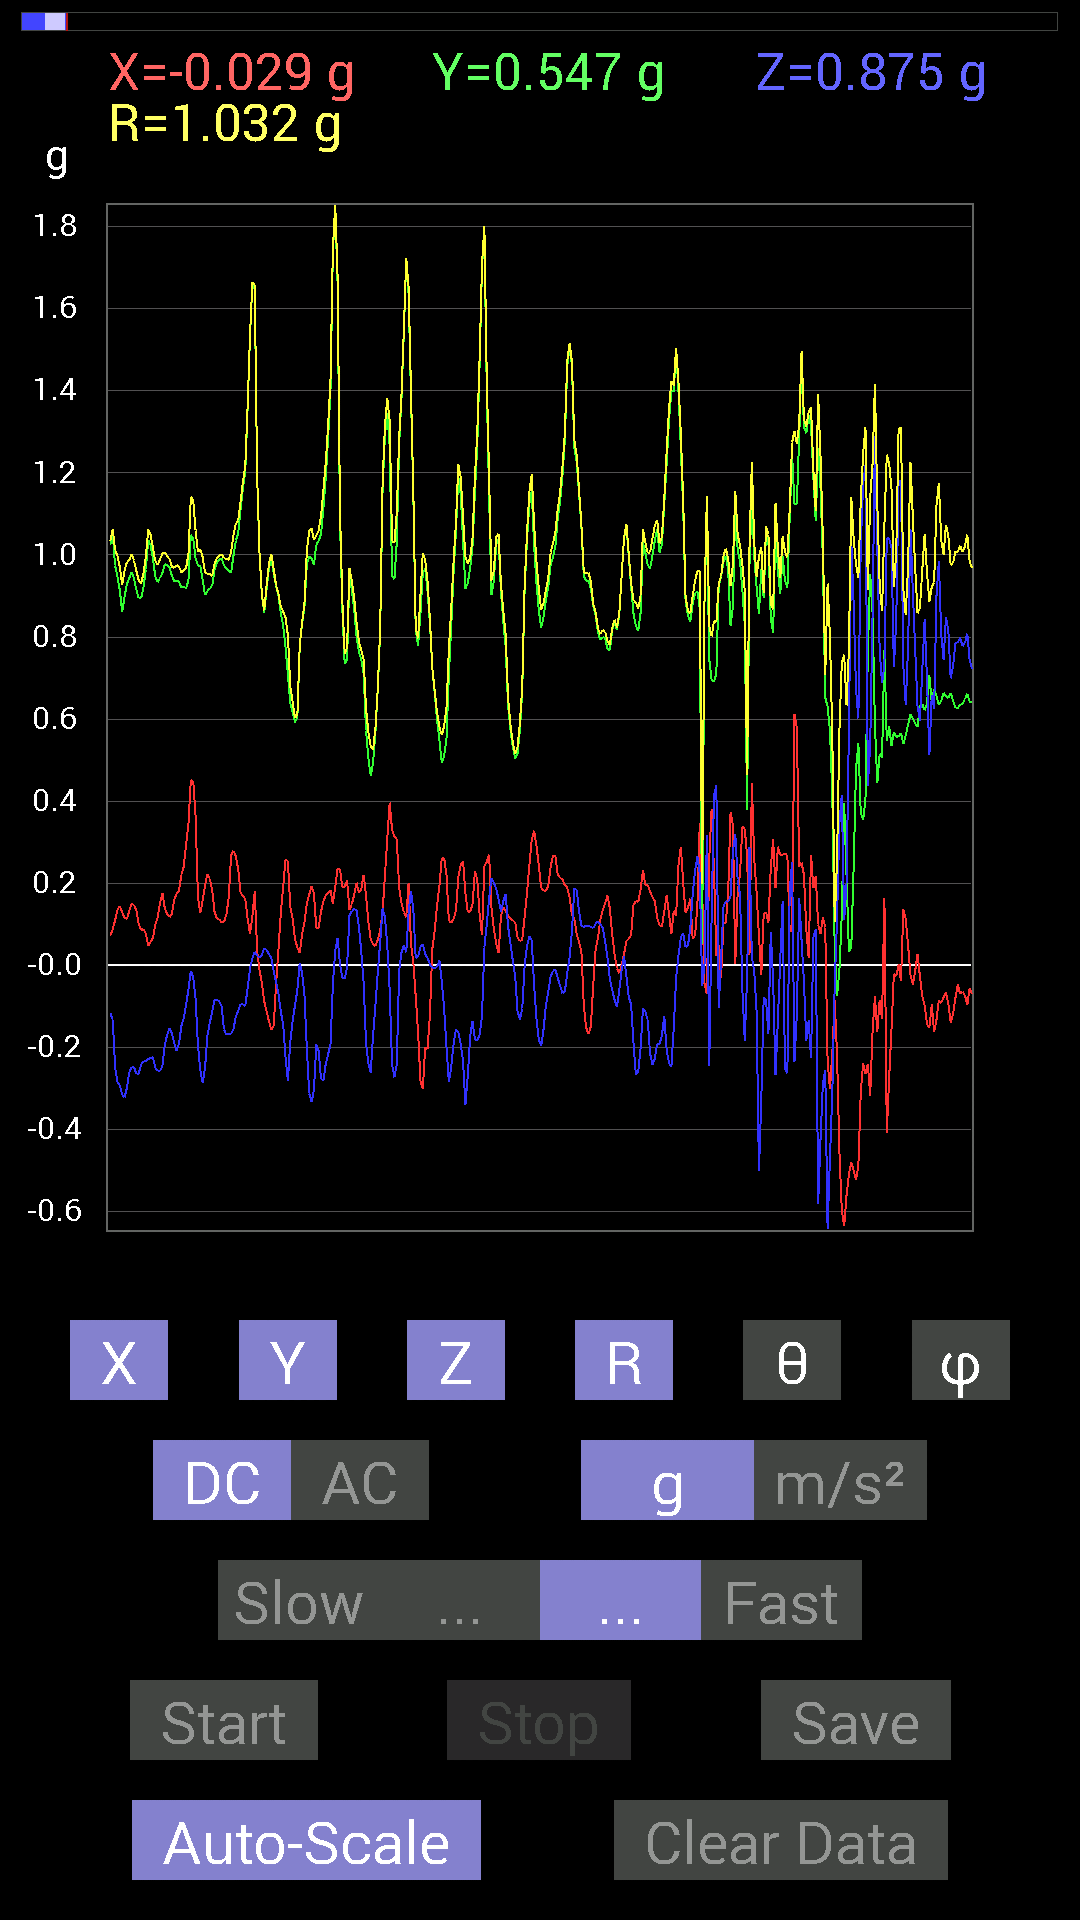 X=-0.029 g Y=0.547 g Z=0.875 g
R=1.032 g
g
1.8
1.6
1.4
1.2
1.0
0.8
0.6
0.4
0.2
-0.0
-0.2
-0.4
-0.6
X Y Z R θ φ
DC AC g m/s²
Slow ... ... Fast
Start Stop Save
Auto-Scale Clear Data